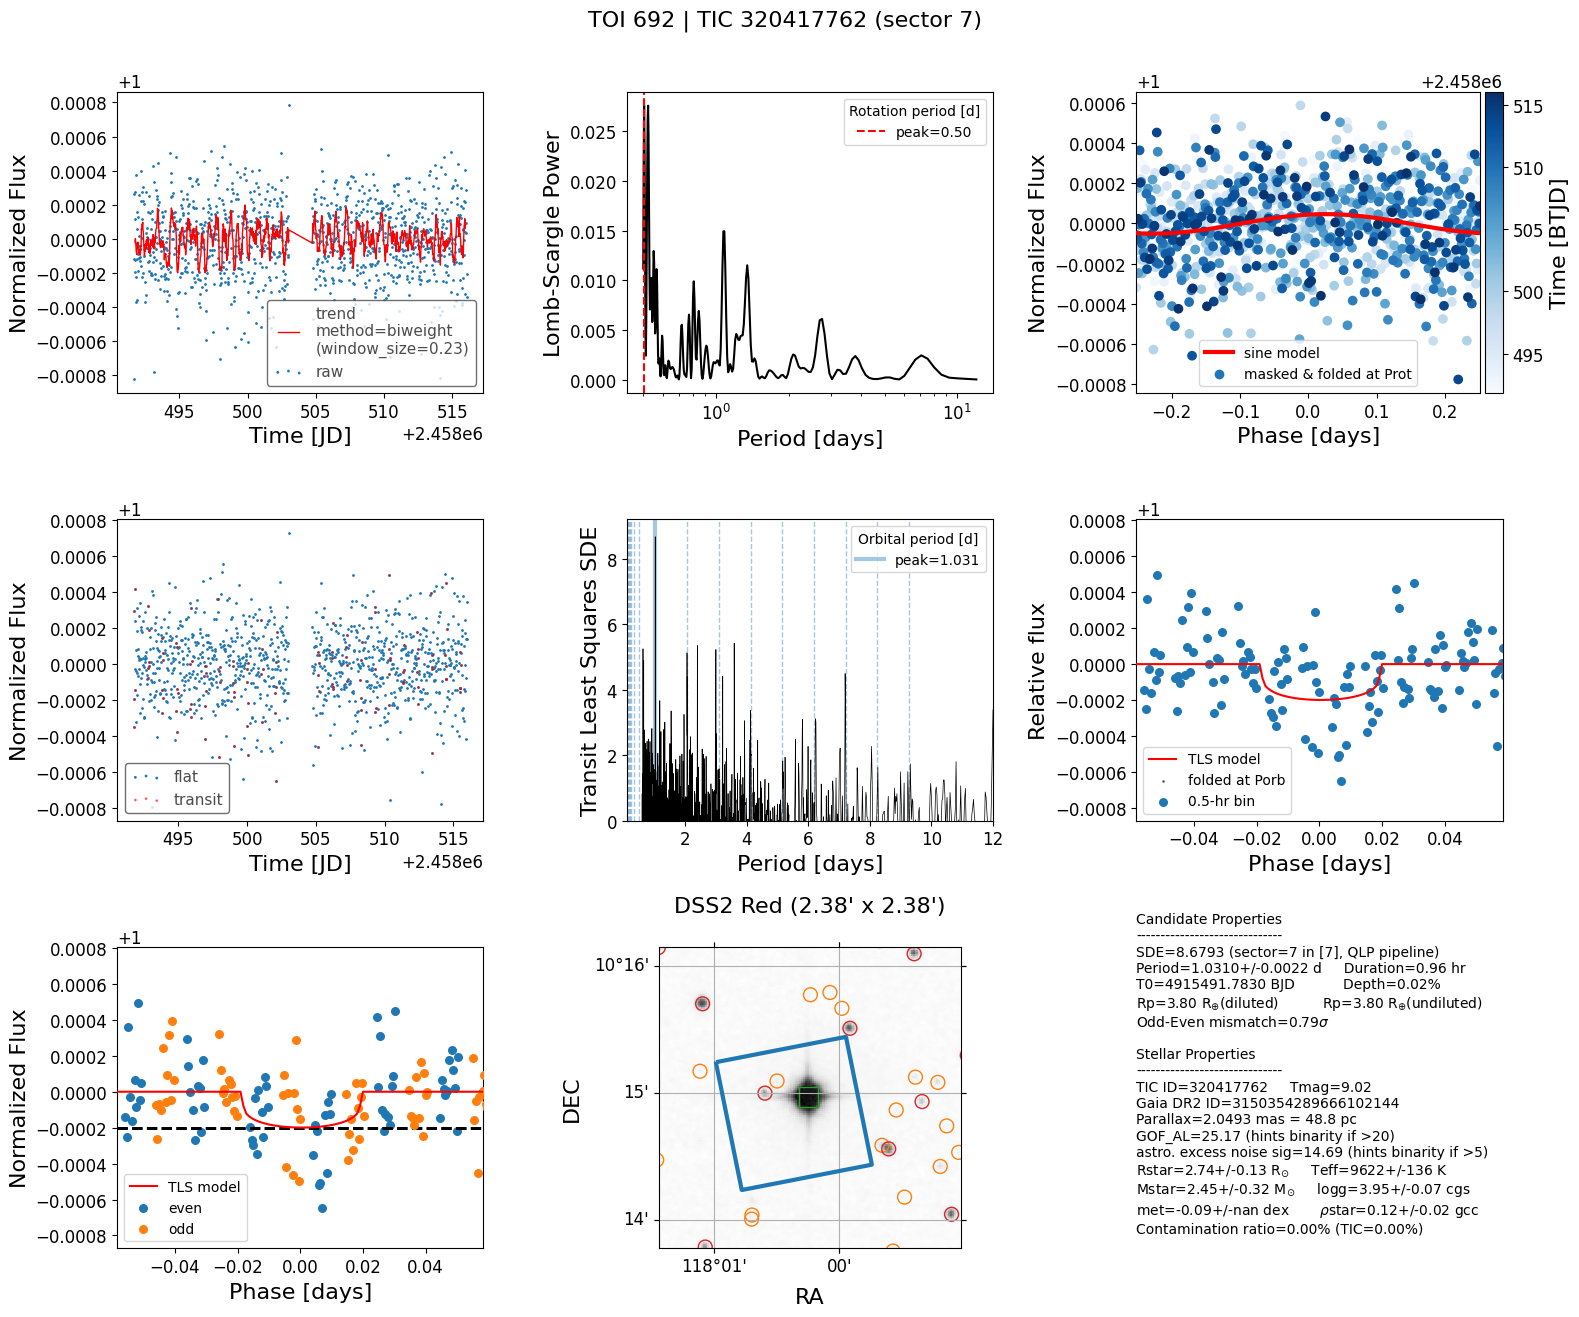 TOI 692 | TIC 320417762 (sector 7)
+1
0.0008
0.0006
0.0004
0.0002
0.0000
−0.0002
−0.0004
−0.0006
−0.0008
Normalized Flux
trend
method=biweight
(window_size=0.23)
raw
495 500 505 510 515
Time [JD]
+2.458e6
0.025
0.020
0.015
0.010
0.005
0.000
Lomb-Scargle Power
Rotation period [d]
peak=0.50
10⁰ 10¹
Period [days]
+1
+2.458e6
0.0006
0.0004
0.0002
0.0000
−0.0002
−0.0004
−0.0006
−0.0008
Normalized Flux
sine model
masked & folded at Prot
−0.2 −0.1 0.0 0.1 0.2
Phase [days]
515
510
505
500
495
Time [BTJD]
+1
0.0008
0.0006
0.0004
0.0002
0.0000
−0.0002
−0.0004
−0.0006
−0.0008
Normalized Flux
flat
transit
495 500 505 510 515
Time [JD]
+2.458e6
8
6
4
2
0
Transit Least Squares SDE
Orbital period [d]
peak=1.031
2 4 6 8 10 12
Period [days]
+1
0.0008
0.0006
0.0004
0.0002
0.0000
−0.0002
−0.0004
−0.0006
−0.0008
Relative flux
TLS model
folded at Porb
0.5-hr bin
−0.04 −0.02 0.00 0.02 0.04
Phase [days]
+1
0.0008
0.0006
0.0004
0.0002
0.0000
−0.0002
−0.0004
−0.0006
−0.0008
Normalized Flux
TLS model
even
odd
−0.04 −0.02 0.00 0.02 0.04
Phase [days]
DSS2 Red (2.38' x 2.38')
10°16'
15'
14'
DEC
118°01' 00'
RA
Candidate Properties
------------------------------
SDE=8.6793 (sector=7 in [7], QLP pipeline)
Period=1.0310+/-0.0022 d Duration=0.96 hr
T0=4915491.7830 BJD Depth=0.02%
Rp=3.80 R⊕(diluted) Rp=3.80 R⊕(undiluted)
Odd-Even mismatch=0.79σ
Stellar Properties
------------------------------
TIC ID=320417762 Tmag=9.02
Gaia DR2 ID=3150354289666102144
Parallax=2.0493 mas = 48.8 pc
GOF_AL=25.17 (hints binarity if >20)
astro. excess noise sig=14.69 (hints binarity if >5)
Rstar=2.74+/-0.13 R⊙ Teff=9622+/-136 K
Mstar=2.45+/-0.32 M⊙ logg=3.95+/-0.07 cgs
met=-0.09+/-nan dex ρstar=0.12+/-0.02 gcc
Contamination ratio=0.00% (TIC=0.00%)